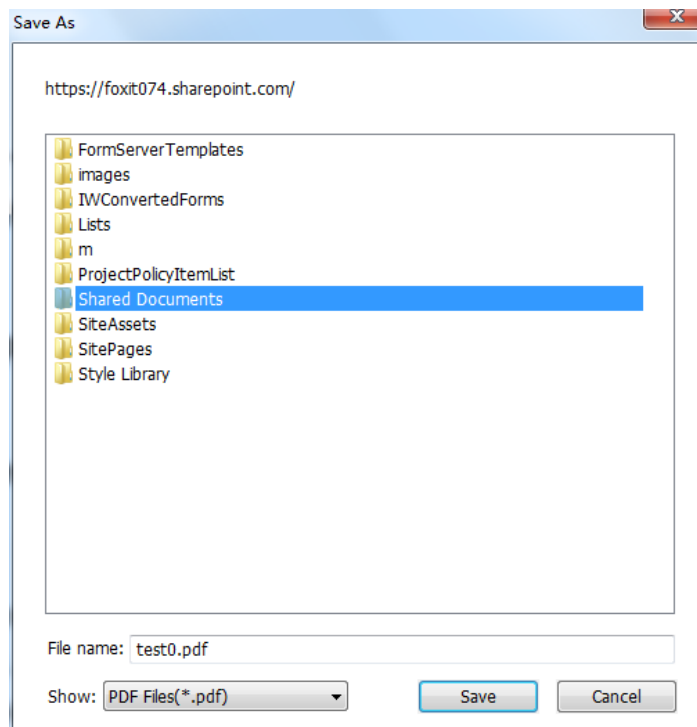 Save As
https://foxit074.sharepoint.com/
FormServerTemplates
images
IWConvertedForms
Lists
m
ProjectPolicyItemList
Shared Documents
SiteAssets
SitePages
Style Library
File name: test0.pdf
Show: PDF Files(*.pdf) Save Cancel